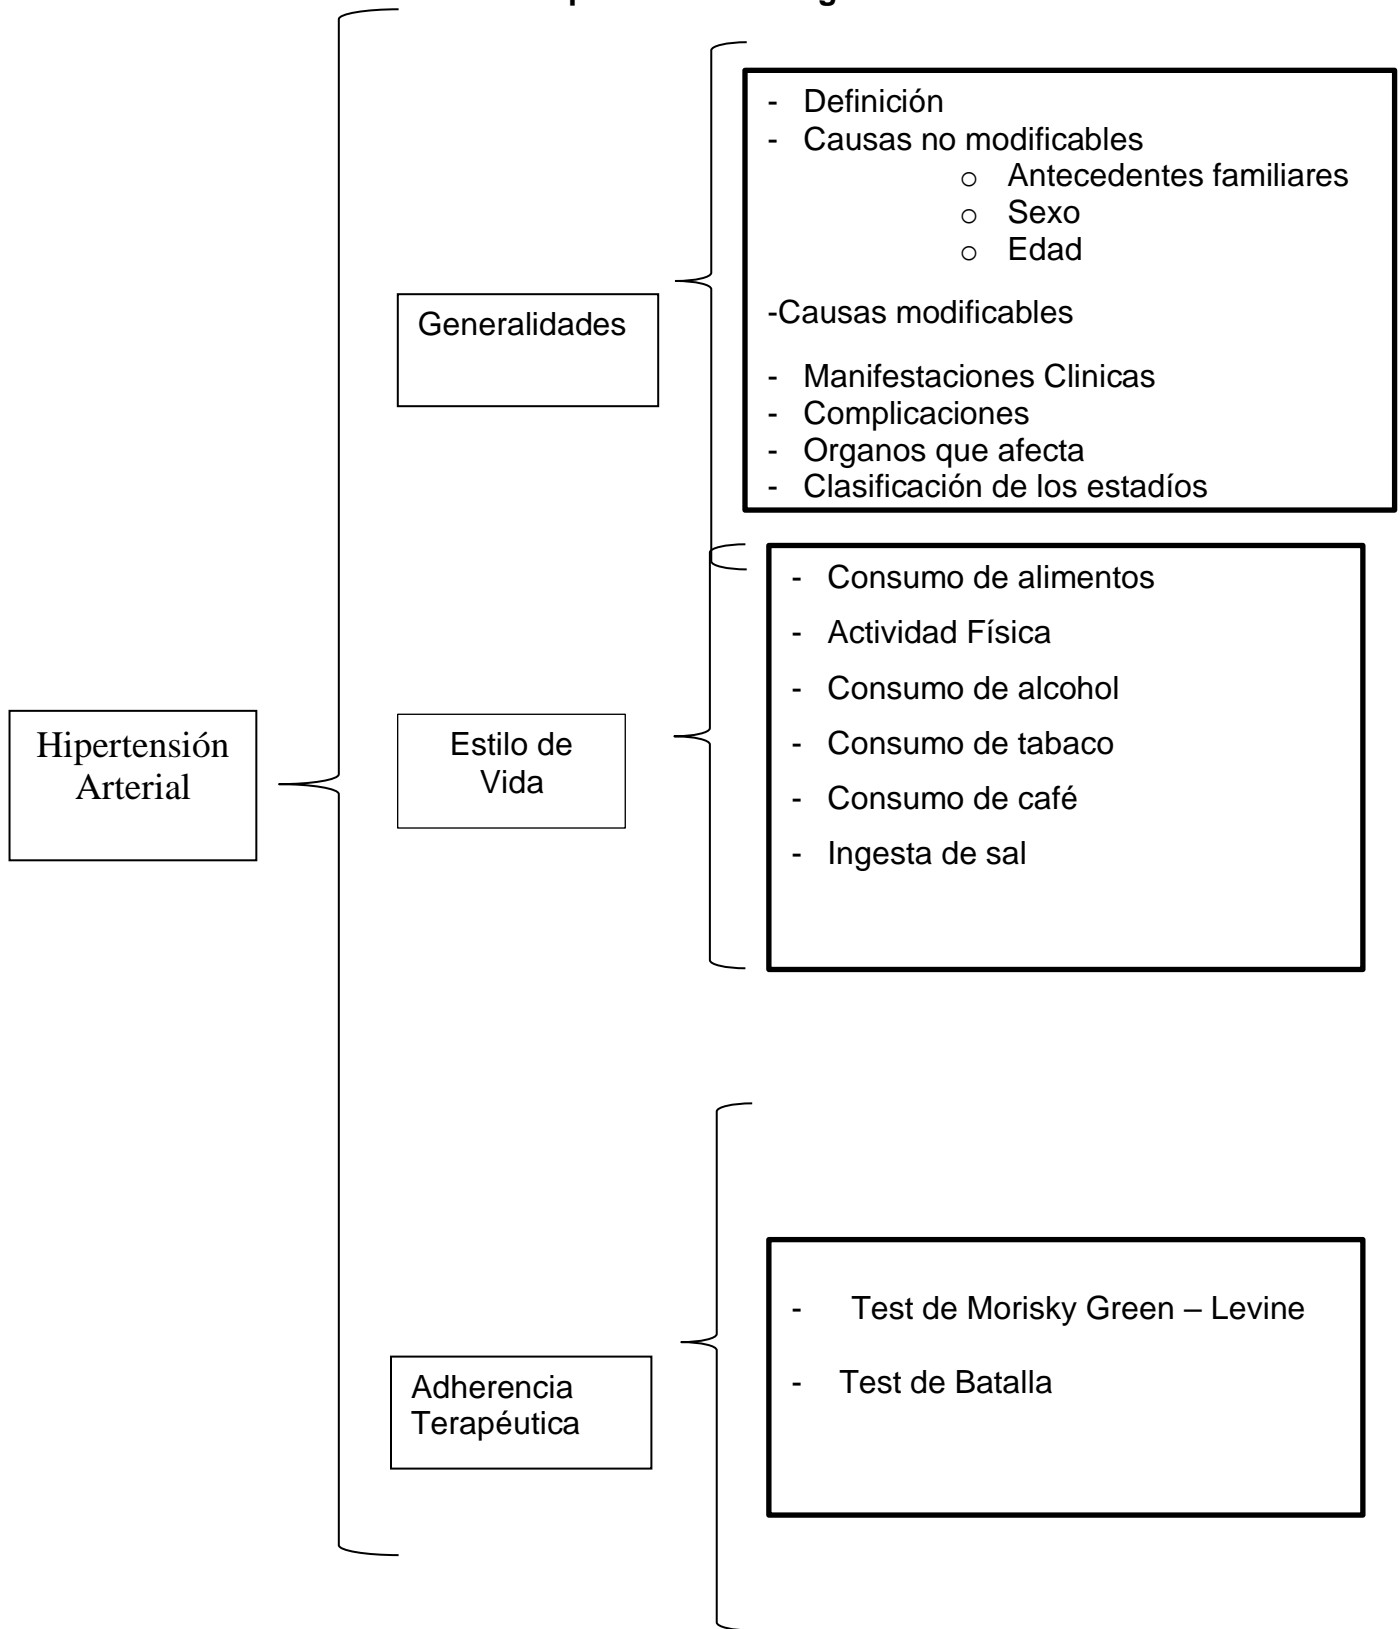 Hipertensión
Arterial
Generalidades
- Definición
- Causas no modificables
o Antecedentes familiares
o Sexo
o Edad
-Causas modificables
- Manifestaciones Clinicas
- Complicaciones
- Organos que afecta
- Clasificación de los estadíos
Estilo de
Vida
- Consumo de alimentos
- Actividad Física
- Consumo de alcohol
- Consumo de tabaco
- Consumo de café
- Ingesta de sal
Adherencia
Terapéutica
- Test de Morisky Green – Levine
- Test de Batalla